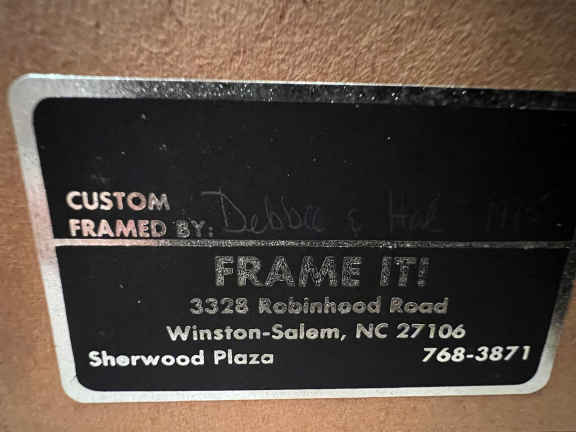 CUSTOM
FRAMED BY: Debbie & Hal
FRAME IT!
3328 Robinhood Road
Winston-Salem, NC 27106
Sherwood Plaza 768-3871